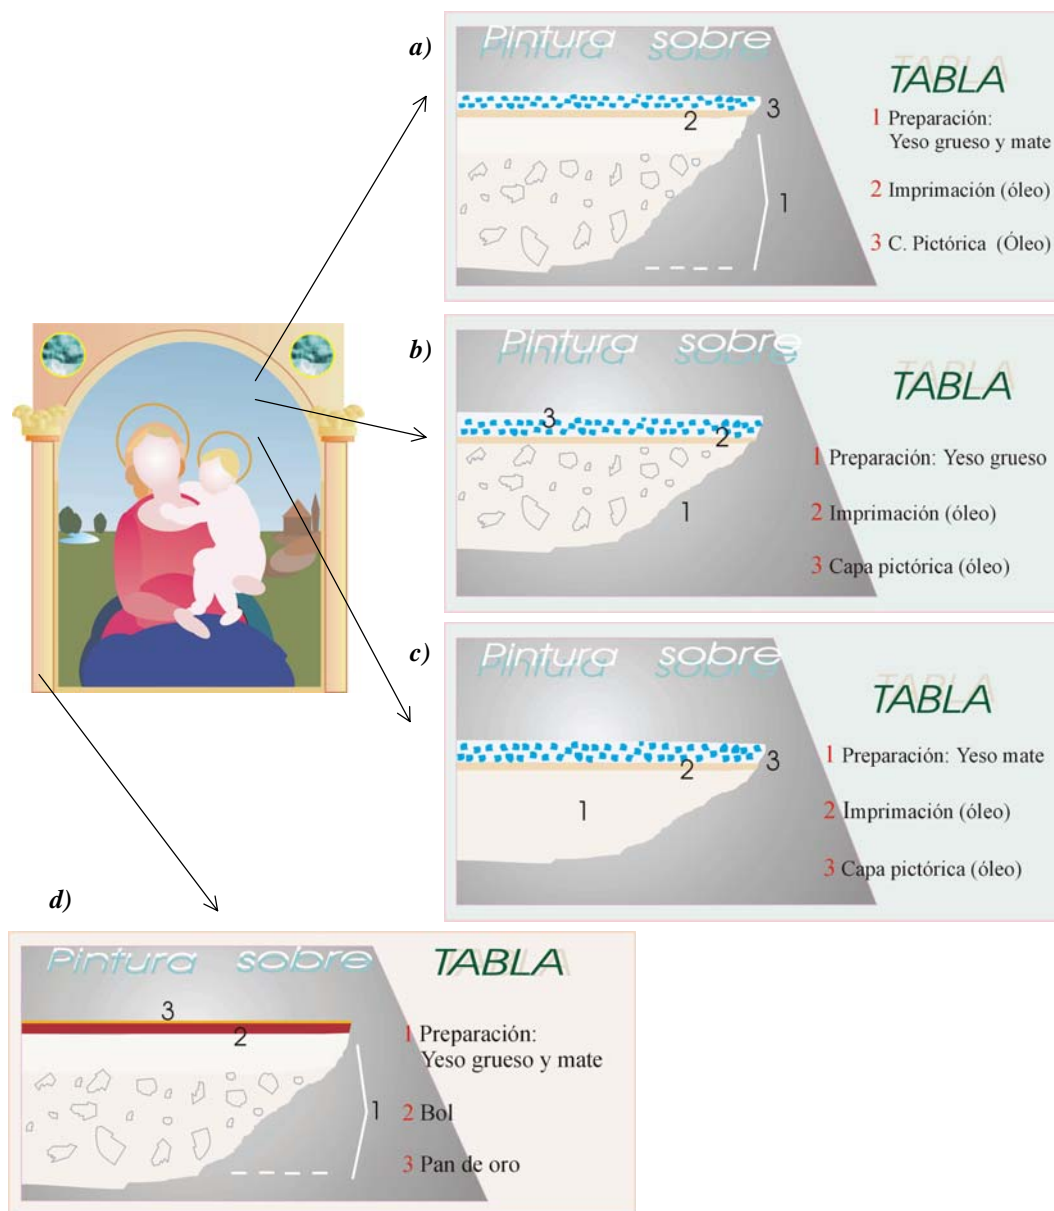 a)
Pintura sobre
TABLA
1 Preparación:
Yeso grueso y mate
2 Imprimación (óleo)
3 C. Pictórica (Óleo)
3
2
1
b)
Pintura sobre
TABLA
1 Preparación: Yeso grueso
2 Imprimación (óleo)
3 Capa pictórica (óleo)
3
2
1
c)
Pintura sobre
TABLA
1 Preparación: Yeso mate
2 Imprimación (óleo)
3 Capa pictórica (óleo)
3
2
1
d)
Pintura sobre
TABLA
1 Preparación:
Yeso grueso y mate
2 Bol
3 Pan de oro
3
2
1